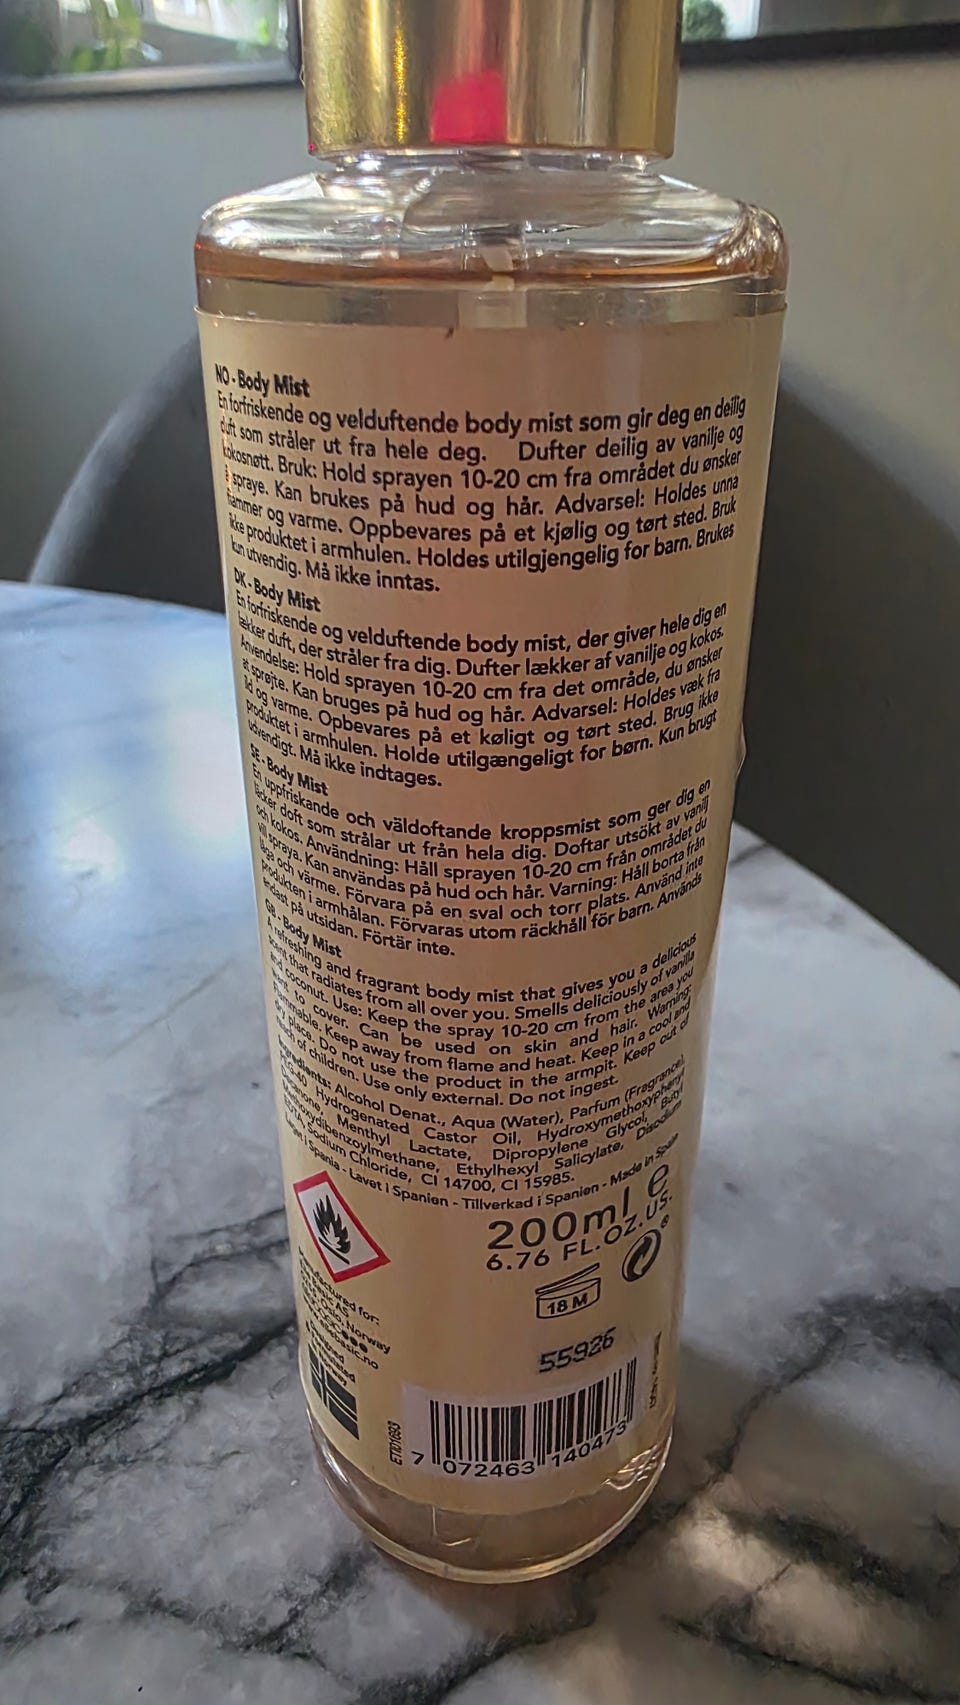 NO - Body Mist
En forfriskende og velduftende body mist som gir deg en deilig
duft som stråler ut fra hele deg. Dufter deilig av vanilje og
kokosnøtt. Bruk: Hold sprayen 10-20 cm fra området du ønsker
å spraye. Kan brukes på hud og hår. Advarsel: Holdes unna
flammer og varme. Oppbevares på et kjølig og tørt sted. Bruk
ikke produktet i armhulen. Holdes utilgjengelig for barn. Brukes
kun utvendig. Må ikke inntas.
DK - Body Mist
En forfriskende og velduftende body mist, der giver hele dig en
lækker duft, der stråler fra dig. Dufter lækker af vanilje og kokos.
Anvendelse: Hold sprayen 10-20 cm fra det område, du ønsker
at sprøjte. Kan bruges på hud og hår. Advarsel: Holdes væk fra
ild og varme. Opbevares på et køligt og tørt sted. Brug ikke
produktet i armhulen. Holde utilgængeligt for børn. Kun brugt
udvendigt. Må ikke indtages.
SE - Body Mist
En uppfriskande och väldoftande kroppsmist som ger dig en
läcker doft som strålar ut från hela dig. Doftar utsökt av vanilj
och kokos. Användning: Håll sprayen 10-20 cm från området du
vill spraya. Kan användas på hud och hår. Varning: Håll borta från
låga och värme. Förvara på en sval och torr plats. Använd inte
produkten i armhålan. Förvaras utom räckhåll för barn. Används
endast på utsidan. Förtär inte.
GB - Body Mist
A refreshing and fragrant body mist that gives you a delicious
scent that radiates from all over you. Smells deliciously of vanilla
and coconut. Use: Keep the spray 10-20 cm from the area you
want to cover. Can be used on skin and hair. Warning:
Flammable. Keep away from flame and heat. Keep in a cool and
dry place. Do not use the product in the armpit. Keep out of
reach of children. Use only external. Do not ingest.
Ingredients: Alcohol Denat., Aqua (Water), Parfum (Fragrance),
PEG-40 Hydrogenated Castor Oil, Hydroxymethoxyphenyl
Decanone, Menthyl Lactate, Dipropylene Glycol, Butyl
Methoxydibenzoylmethane, Ethylhexyl Salicylate, Disodium
EDTA, Sodium Chloride, CI 14700, CI 15985.
Laget i Spania - Lavet i Spanien - Tillverkad i Spanien - Made in Spain
200ml e
6.76 FL.OZ.US.
18 M
Manufactured for:
Basic AS
Oslo, Norway
basic.no
55926
ETI01693
7 072463 140473